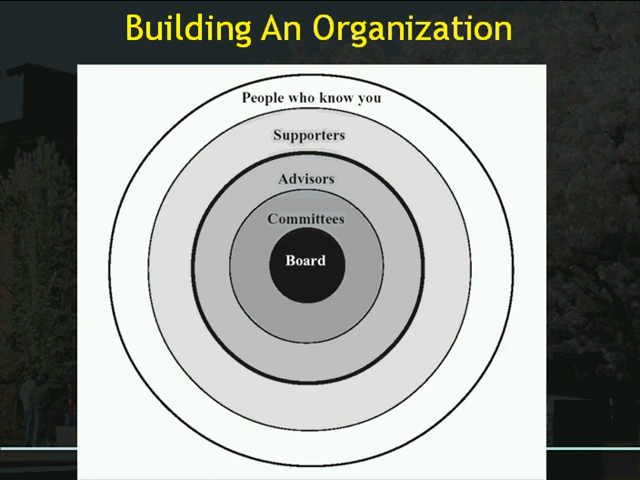 Building An Organization
People who know you
Supporters
Advisors
Committees
Board